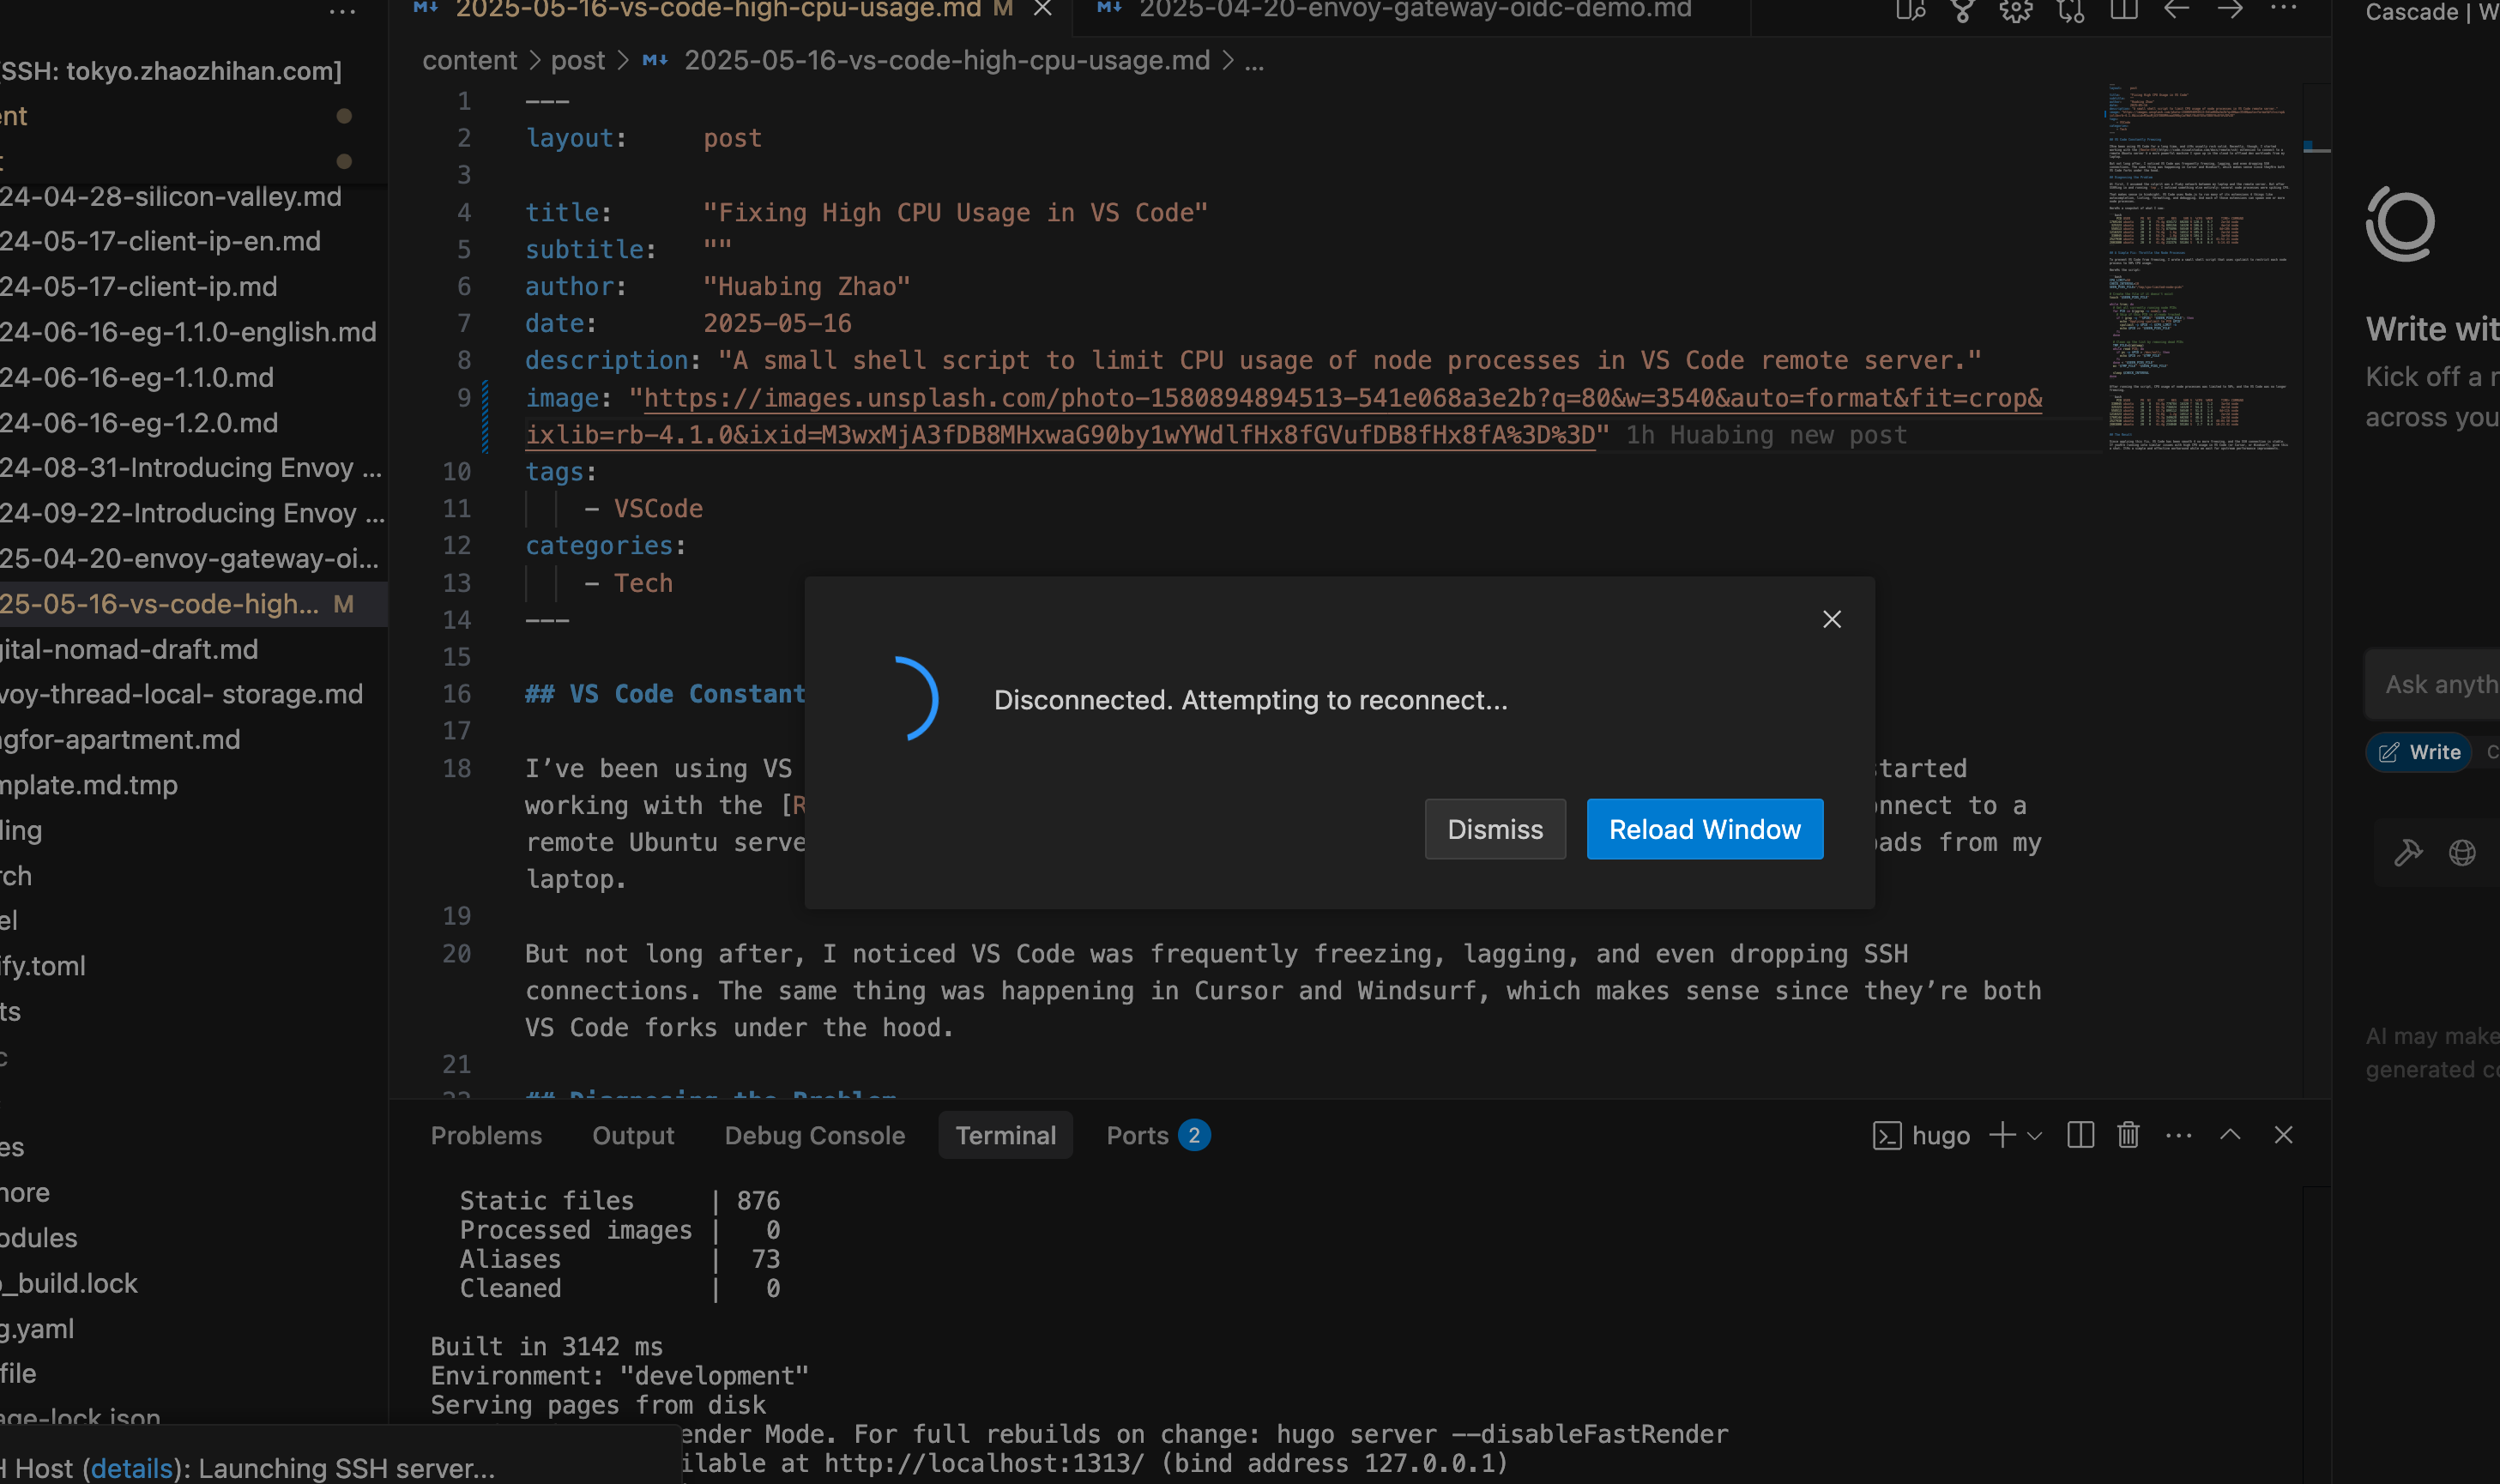 2025-05-16-vs-code-high-cpu-usage.md M
2025-04-20-envoy-gateway-oidc-demo.md
Cascade | W
SSH: tokyo.zhaozhihan.com]
content > post > 2025-05-16-vs-code-high-cpu-usage.md > ...
nt
24-04-28-silicon-valley.md
24-05-17-client-ip-en.md
24-05-17-client-ip.md
24-06-16-eg-1.1.0-english.md
24-06-16-eg-1.1.0.md
24-06-16-eg-1.2.0.md
24-08-31-Introducing Envoy ...
24-09-22-Introducing Envoy ...
25-04-20-envoy-gateway-oi...
25-05-16-vs-code-high... M
gital-nomad-draft.md
voy-thread-local- storage.md
ngfor-apartment.md
mplate.md.tmp
ling
rch
el
ify.toml
ts
c
es
nore
odules
o_build.lock
g.yaml
file
age-lock.json
H Host (details): Launching SSH server...
1 ---
2 layout: post
3
4 title: "Fixing High CPU Usage in VS Code"
5 subtitle: ""
6 author: "Huabing Zhao"
7 date: 2025-05-16
8 description: "A small shell script to limit CPU usage of node processes in VS Code remote server."
9 image: "https://images.unsplash.com/photo-1580894894513-541e068a3e2b?q=80&w=3540&auto=format&fit=crop&
ixlib=rb-4.1.0&ixid=M3wxMjA3fDB8MHxwaG90by1wYWdlfHx8fGVufDB8fHx8fA%3D%3D" 1h Huabing new post
10 tags:
11 - VSCode
12 categories:
13 - Tech
14 ---
15
16 ## VS Code Constant
17
18 I’ve been using VS started
working with the [R nnect to a
remote Ubuntu serve oads from my
laptop.
19
20 But not long after, I noticed VS Code was frequently freezing, lagging, and even dropping SSH
connections. The same thing was happening in Cursor and Windsurf, which makes sense since they’re both
VS Code forks under the hood.
21
22 ## Diagnosing the Problem
Disconnected. Attempting to reconnect...
Dismiss
Reload Window
Write wit
Kick off a n
across you
Ask anyth
Write C
AI may make
generated co
Problems Output Debug Console Terminal Ports 2
hugo
Static files | 876
Processed images | 0
Aliases | 73
Cleaned | 0
Built in 3142 ms
Environment: "development"
Serving pages from disk
ender Mode. For full rebuilds on change: hugo server --disableFastRender
ilable at http://localhost:1313/ (bind address 127.0.0.1)